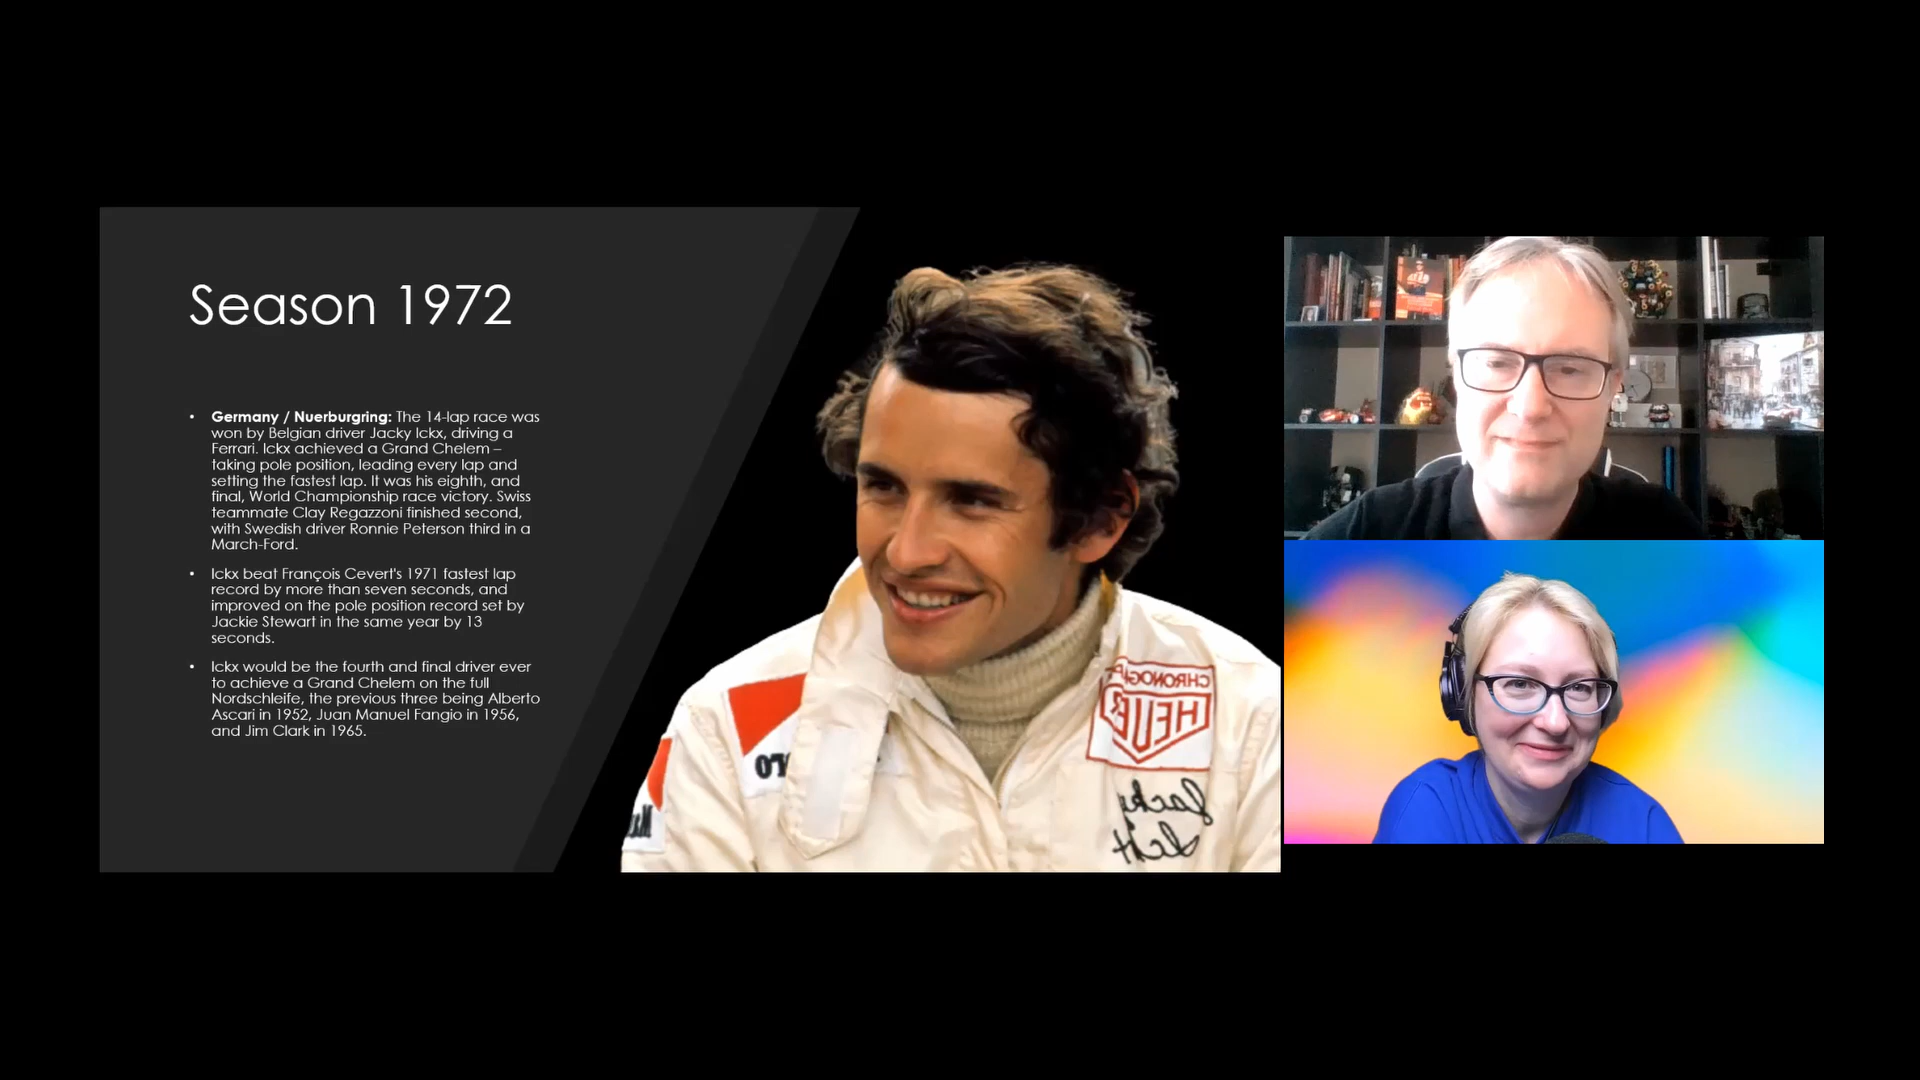 Season 1972
• Germany / Nuerburgring: The 14-lap race was
won by Belgian driver Jacky Ickx, driving a
Ferrari. Ickx achieved a Grand Chelem –
taking pole position, leading every lap and
setting the fastest lap. It was his eighth, and
final, World Championship race victory. Swiss
teammate Clay Regazzoni finished second,
with Swedish driver Ronnie Peterson third in a
March-Ford.
• Ickx beat François Cevert's 1971 fastest lap
record by more than seven seconds, and
improved on the pole position record set by
Jackie Stewart in the same year by 13
seconds.
• Ickx would be the fourth and final driver ever
to achieve a Grand Chelem on the full
Nordschleife, the previous three being Alberto
Ascari in 1952, Juan Manuel Fangio in 1956,
and Jim Clark in 1965.
CHRONOGRAP
HEUER
Jacky
Ickx